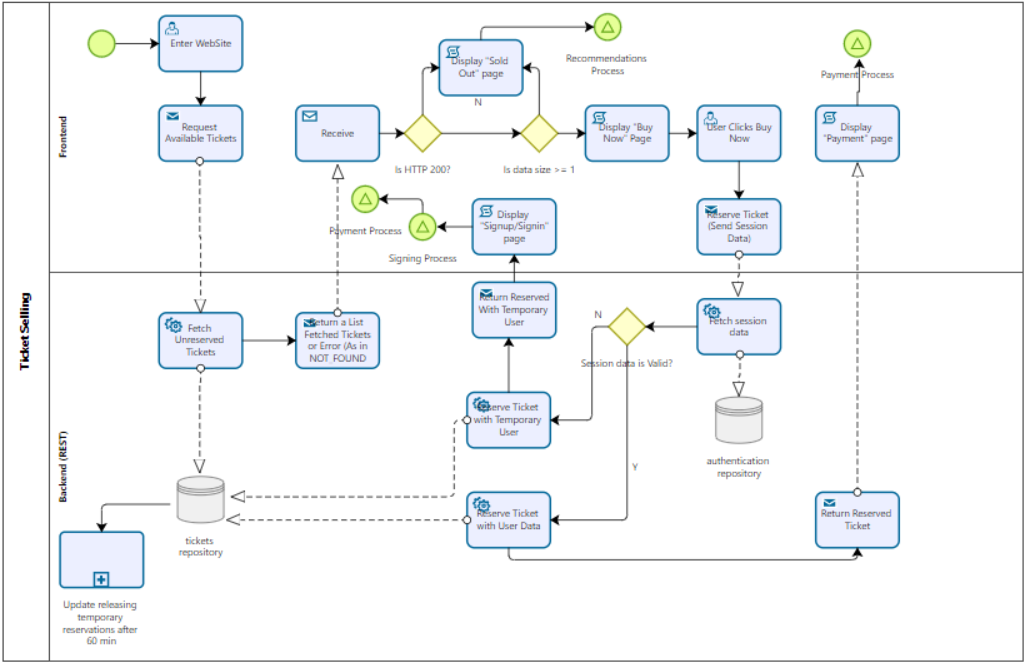 Ticket Selling
Frontend
Enter WebSite
Request
Available Tickets
Receive
Is HTTP 200?
Display "Sold
Out" page
N
Recommendations
Process
Is data size >= 1
Display "Buy
Now" Page
User Clicks Buy
Now
Payment Process
Display
"Payment" page
Reserve Ticket
(Send Session
Data)
Payment Process
Signing Process
Display
"Signup/Signin"
page
Backend (REST)
Fetch
Unreserved
Tickets
Return a List
Fetched Tickets
or Error (As in
NOT_FOUND
Return Reserved
With Temporary
User
N
Session data is Valid?
Fetch session
data
Reserve Ticket
with Temporary
User
Y
authentication
repository
tickets
repository
Reserve Ticket
with User Data
Return Reserved
Ticket
Update releasing
temporary
reservations after
60 min